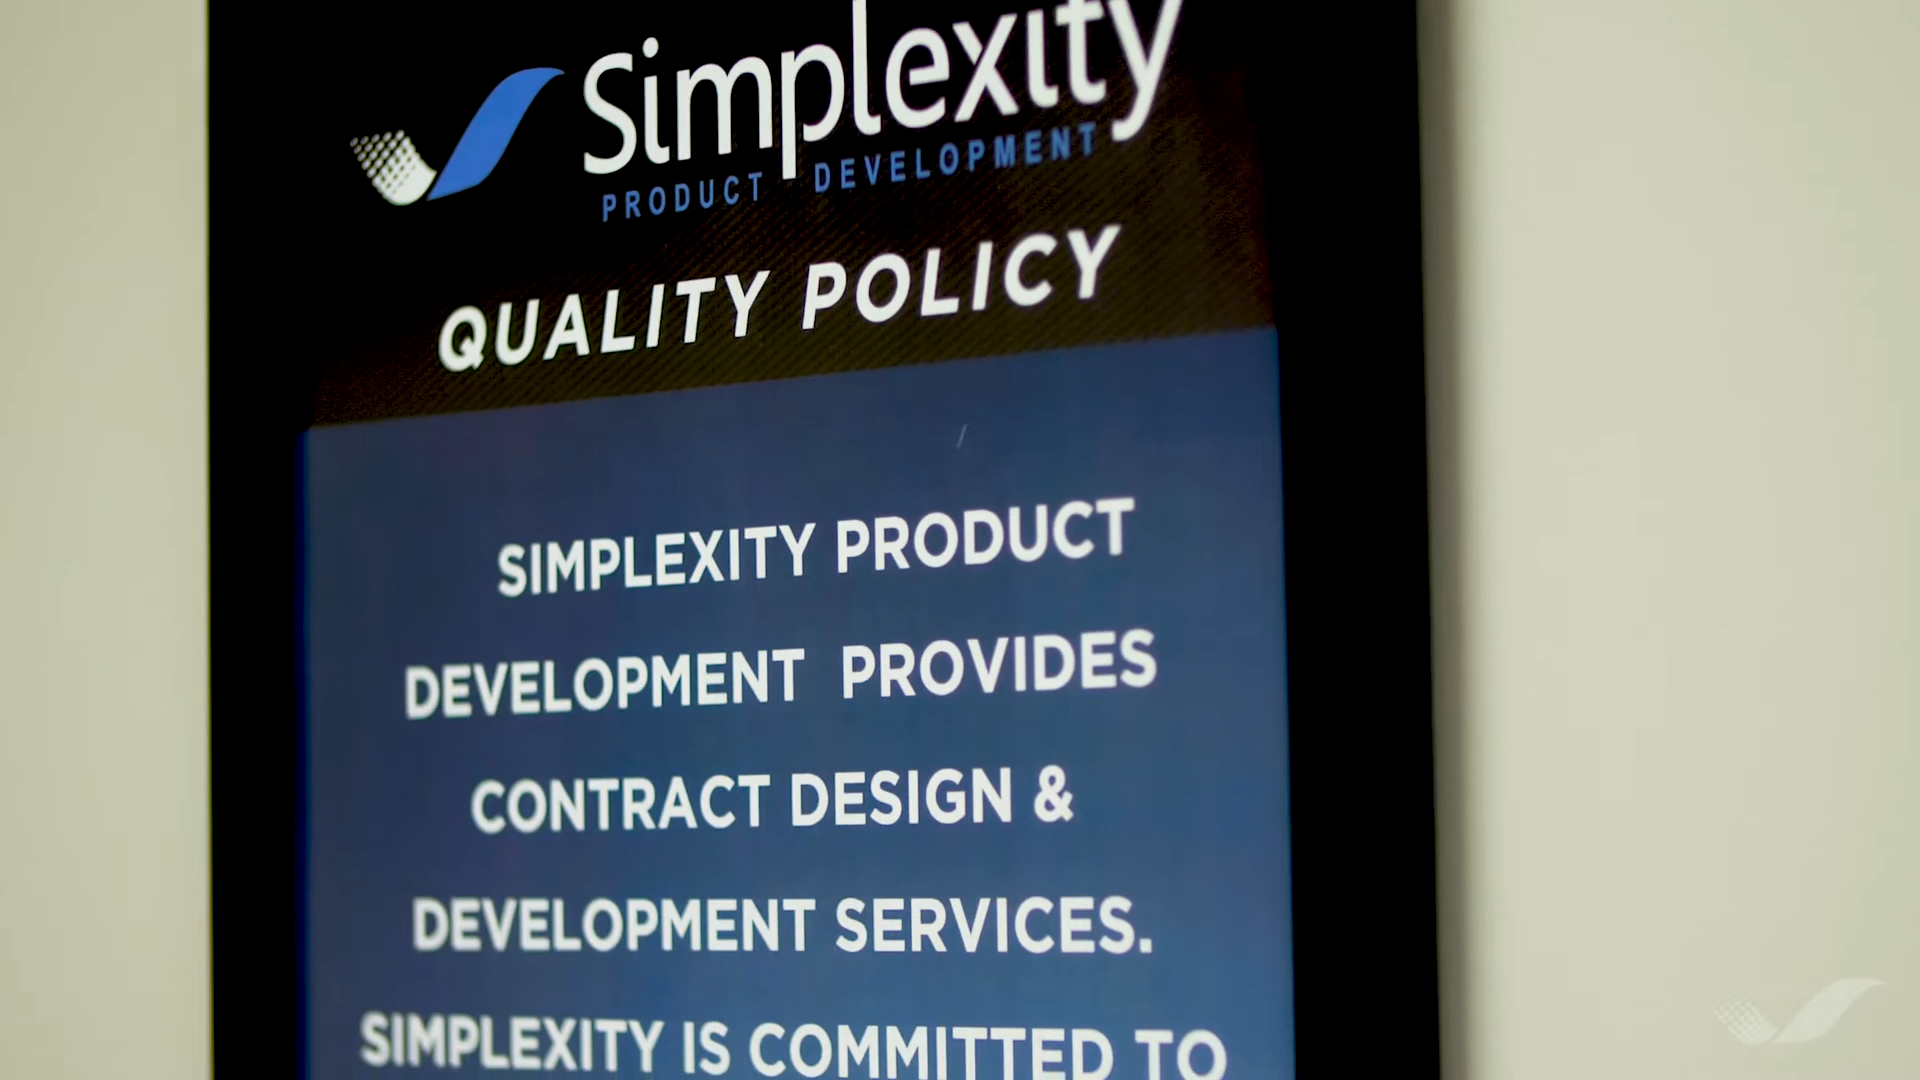 Simplexity
PRODUCT DEVELOPMENT
QUALITY POLICY
SIMPLEXITY PRODUCT
DEVELOPMENT PROVIDES
CONTRACT DESIGN &
DEVELOPMENT SERVICES.
SIMPLEXITY IS COMMITTED TO